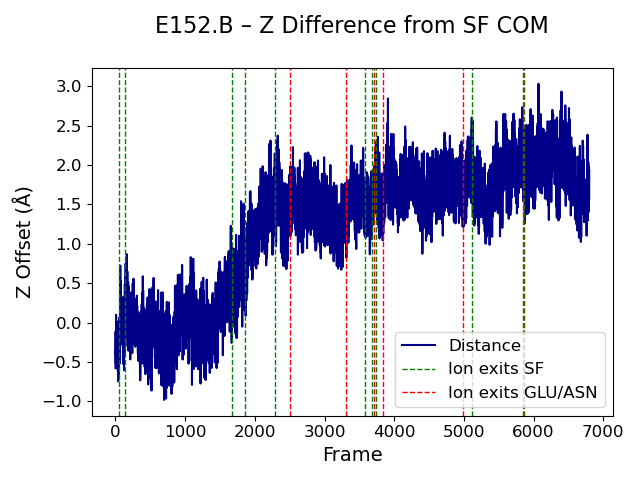 E152.B – Z Difference from SF COM
Z Offset (Å)
3.0
2.5
2.0
1.5
1.0
0.5
0.0
−0.5
−1.0
Distance
Ion exits SF
Ion exits GLU/ASN
0 1000 2000 3000 4000 5000 6000 7000
Frame